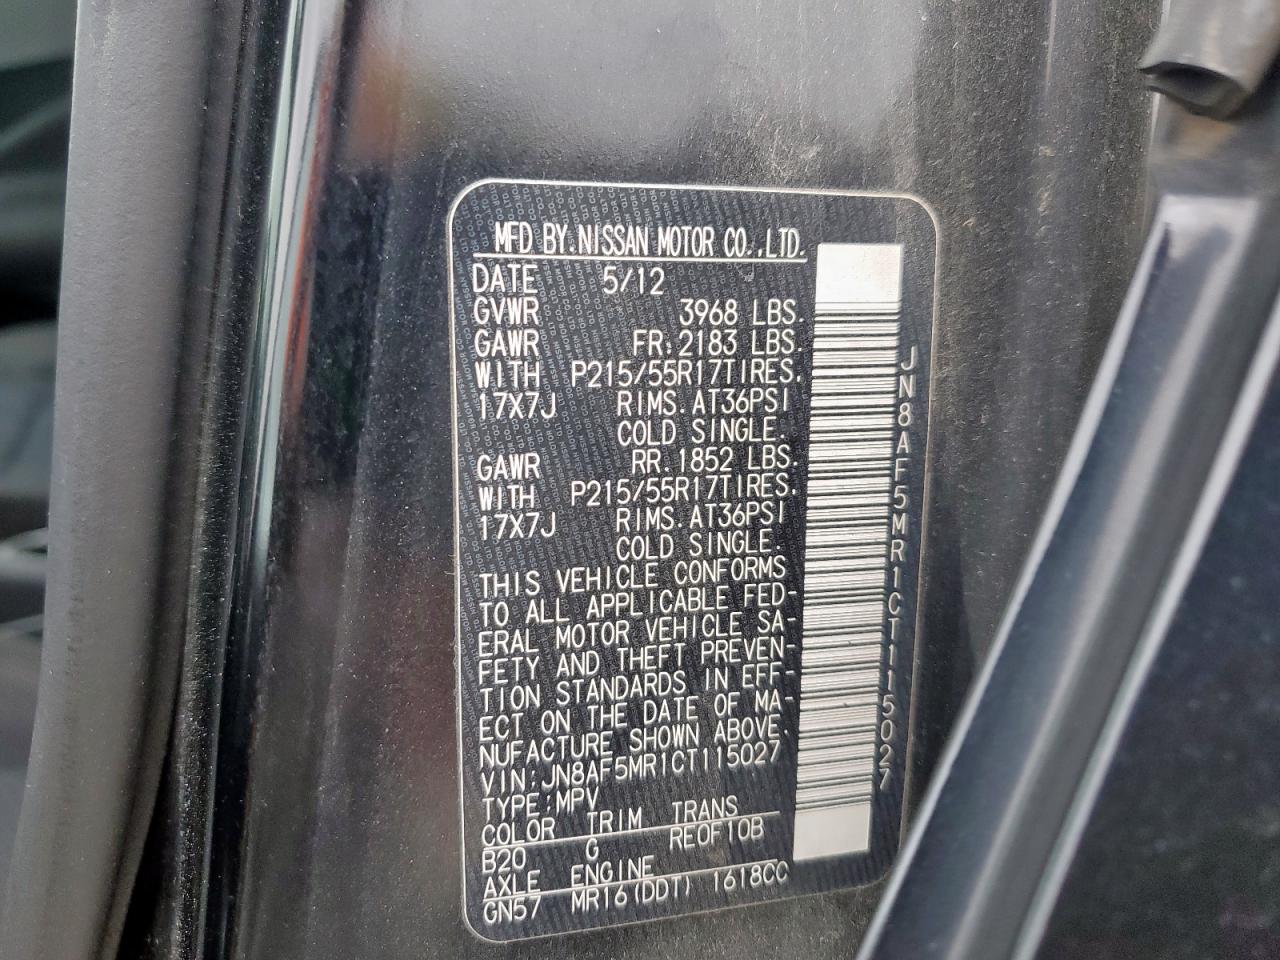 MFD. BY. NISSAN MOTOR CO.,LTD.
DATE 5/12
GVWR 3968 LBS.
GAWR FR. 2183 LBS.
WITH P215/55R17TIRES.
17X7J RIMS. AT36PSI
COLD SINGLE.
GAWR RR. 1852 LBS.
WITH P215/55R17TIRES.
17X7J RIMS. AT36PSI
COLD SINGLE.
THIS VEHICLE CONFORMS
TO ALL APPLICABLE FED-
ERAL MOTOR VEHICLE SA-
FETY AND THEFT PREVEN-
TION STANDARDS IN EFF-
ECT ON THE DATE OF MA-
NUFACTURE SHOWN ABOVE.
VIN:JN8AF5MR1CT115027
TYPE:MPV
COLOR TRIM TRANS
B20 G RE0F10B
AXLE ENGINE
GN57 MR16(DDT) 1618CC
JN8AF5MR1CT115027